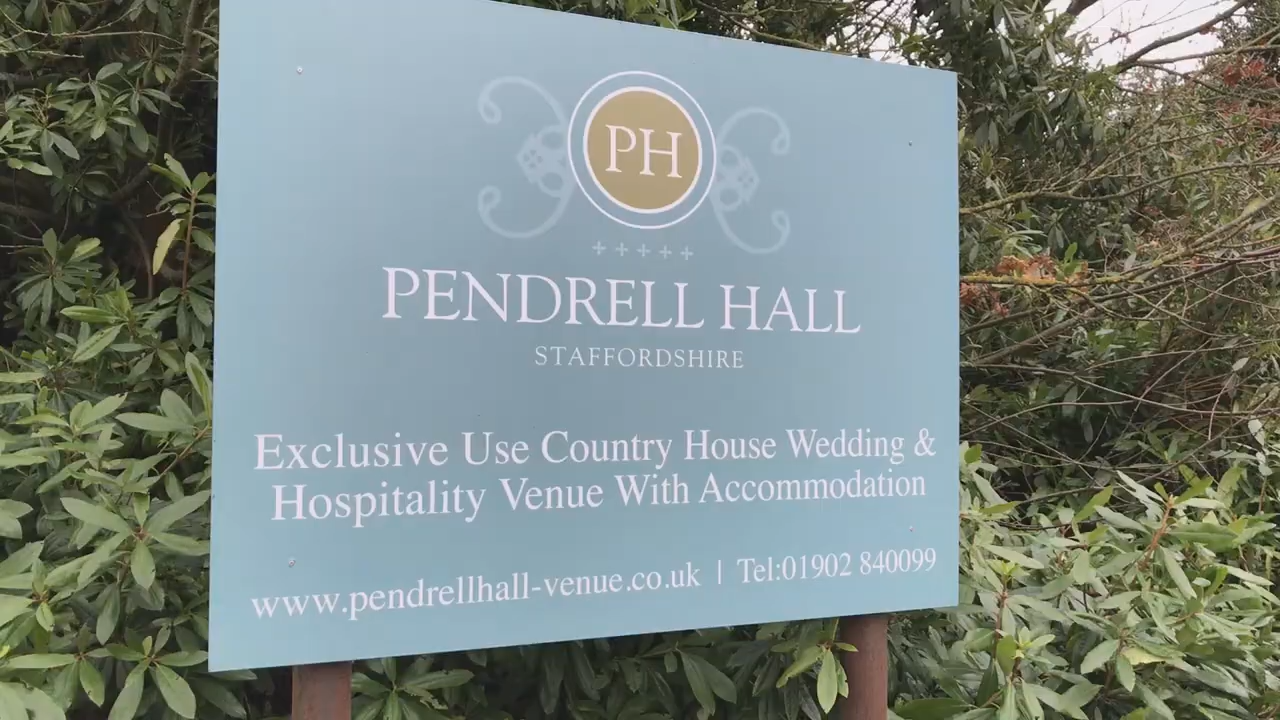 PH
PENDRELL HALL
STAFFORDSHIRE
Exclusive Use Country House Wedding &
Hospitality Venue With Accommodation
www.pendrellhall-venue.co.uk | Tel:01902 840099